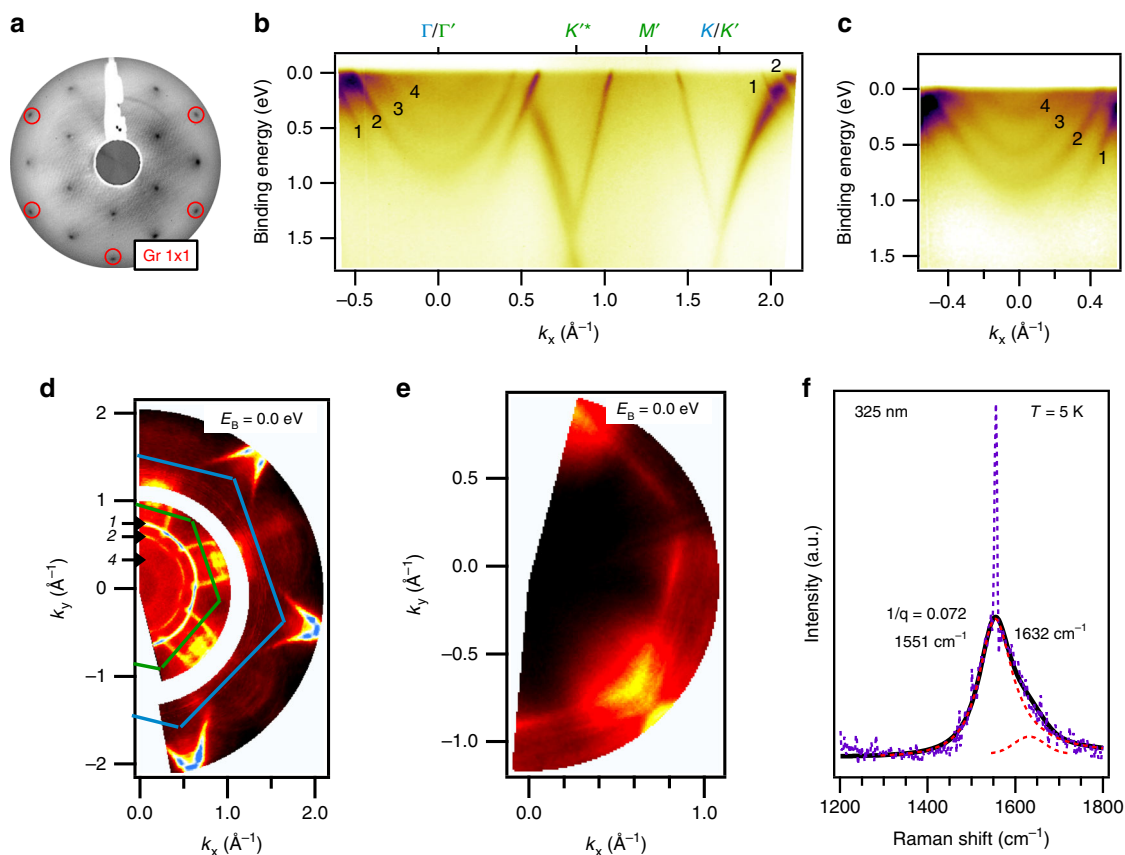 a
Gr 1x1
b
Γ/Γ′ K′* M′ K/K′
Binding energy (eV)
0.0
0.5
1.0
1.5
1 2 3 4
1 2
−0.5 0.0 0.5 1.0 1.5 2.0
kx (Å−1)
c
Binding energy (eV)
0.0
0.5
1.0
1.5
4
3
2
1
−0.4 0.0 0.4
kx (Å−1)
d
EB = 0.0 eV
ky (Å−1)
2
1
1
2
4
0
−1
−2
0.0 1.0 2.0
kx (Å−1)
e
EB = 0.0 eV
ky (Å−1)
0.5
0.0
−0.5
−1.0
0.0 1.0
kx (Å−1)
f
325 nm T = 5 K
Intensity (a.u.)
1/q = 0.072
1551 cm−1
1632 cm−1
1200 1400 1600 1800
Raman shift (cm−1)